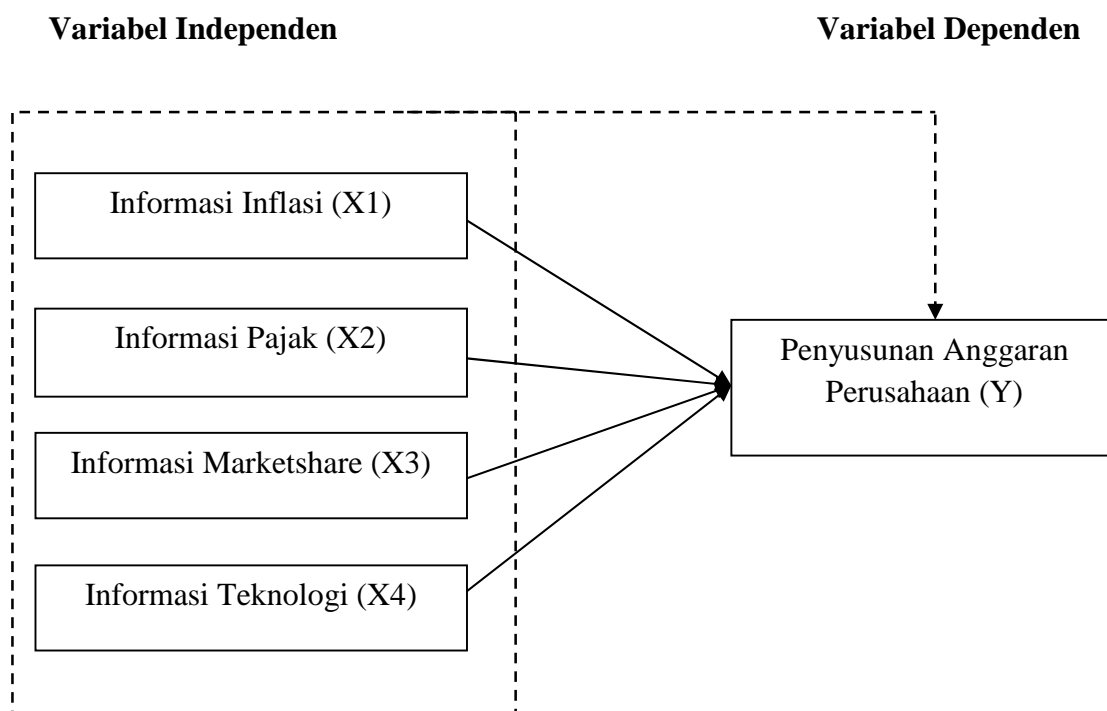 Variabel Independen
Variabel Dependen
Informasi Inflasi (X1)
Informasi Pajak (X2)
Informasi Marketshare (X3)
Informasi Teknologi (X4)
Penyusunan Anggaran
Perusahaan (Y)